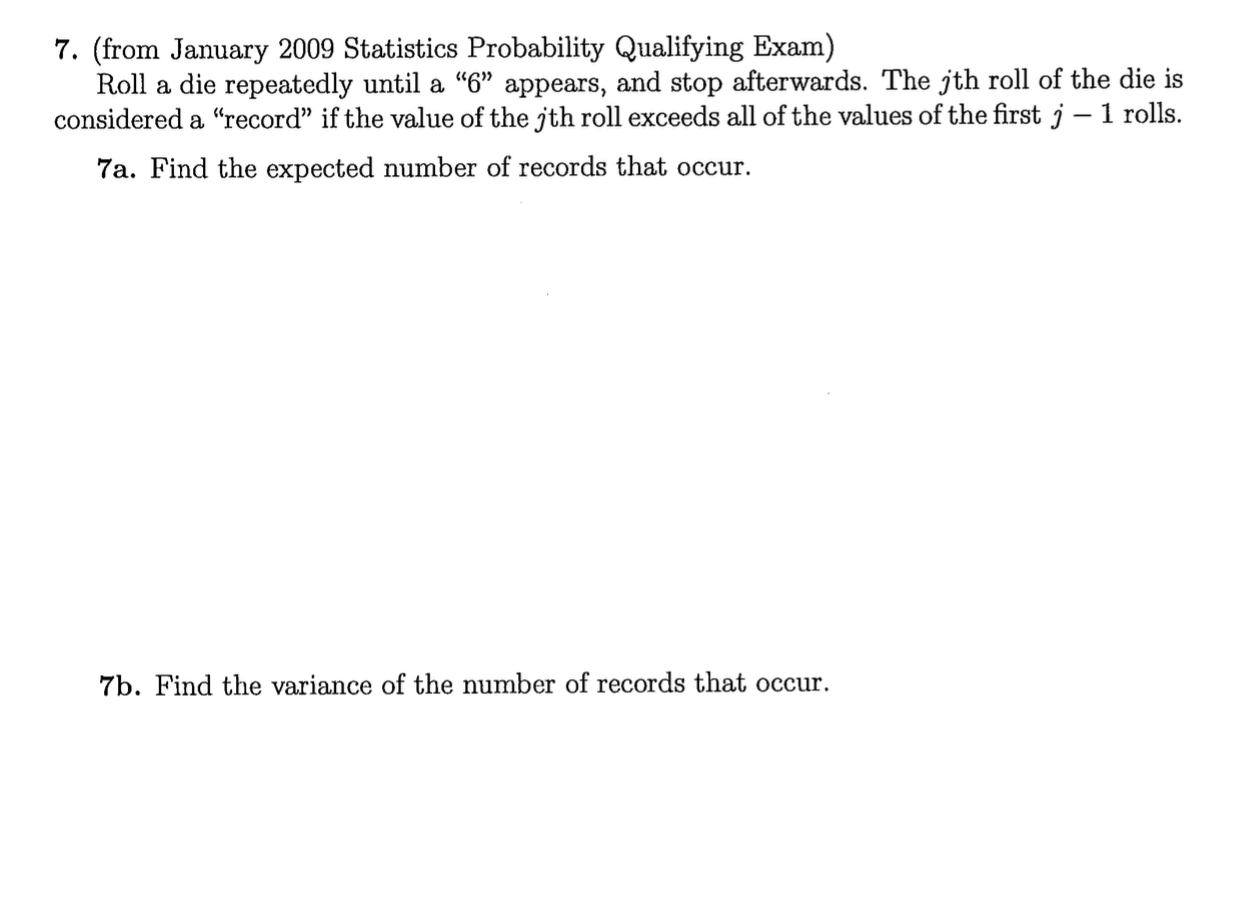 7. (from January 2009 Statistics Probability Qualifying Exam)
Roll a die repeatedly until a “6” appears, and stop afterwards. The jth roll of the die is
considered a “record” if the value of the jth roll exceeds all of the values of the first j − 1 rolls.
7a. Find the expected number of records that occur.
7b. Find the variance of the number of records that occur.